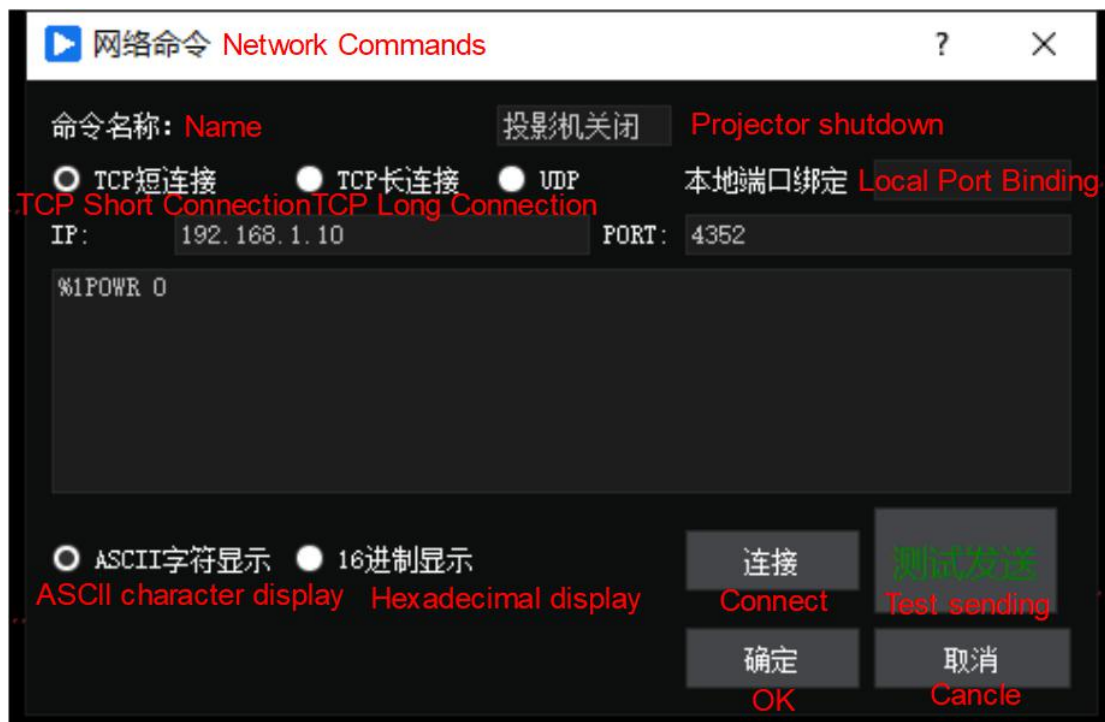 网络命令 Network Commands ? ×
命令名称: Name 投影机关闭 Projector shutdown
TCP短连接 TCP长连接 UDP 本地端口绑定 Local Port Binding
TCP Short Connection TCP Long Connection
IP: 192.168.1.10 PORT: 4352
%1POWR 0
ASCII字符显示 16进制显示 连接 测试发送
ASCII character display Hexadecimal display Connect Test sending
确定 取消
OK Cancle